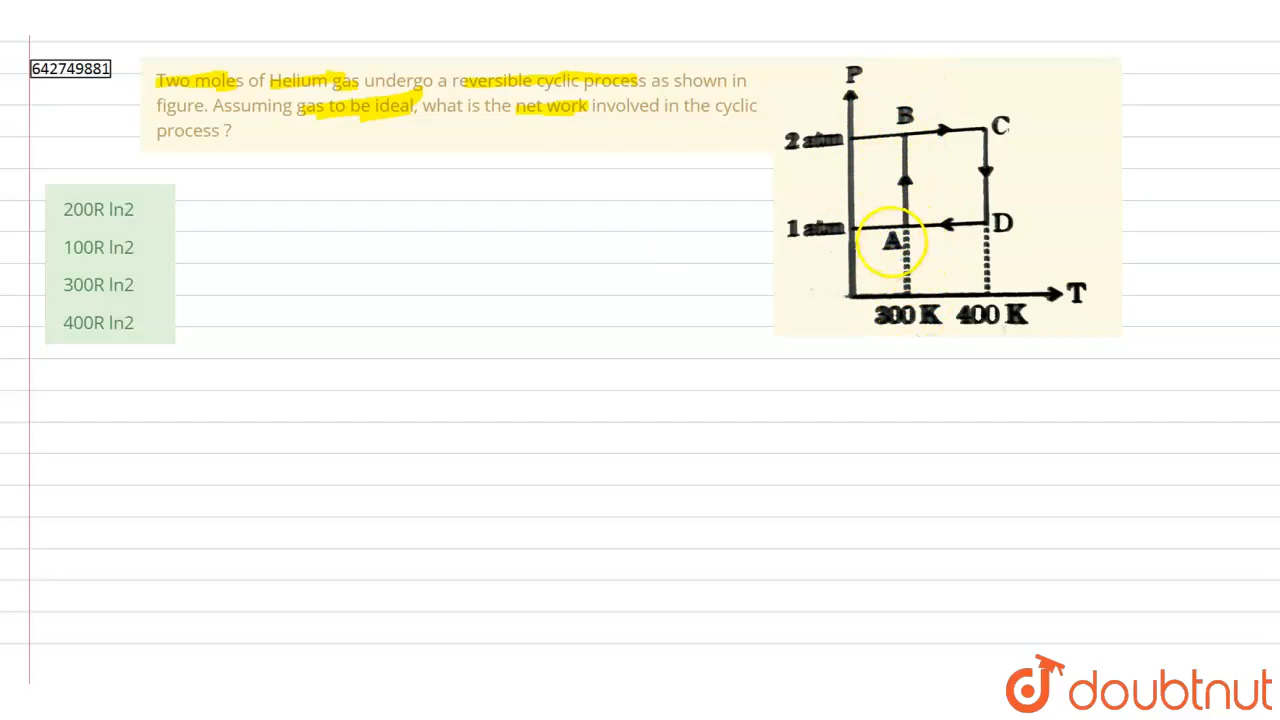 642749881
Two moles of Helium gas undergo a reversible cyclic process as shown in
figure. Assuming gas to be ideal, what is the net work involved in the cyclic
process ?
200R ln2
100R ln2
300R ln2
400R ln2
P
B
C
2 atm
1 atm
A
D
T
300 K 400 K
doubtnut